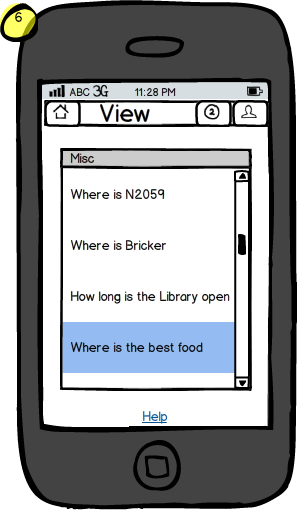 6
ABC 3G 11:28 PM
View 2
Misc
Where is N2059
Where is Bricker
How long is the Library open
Where is the best food
Help